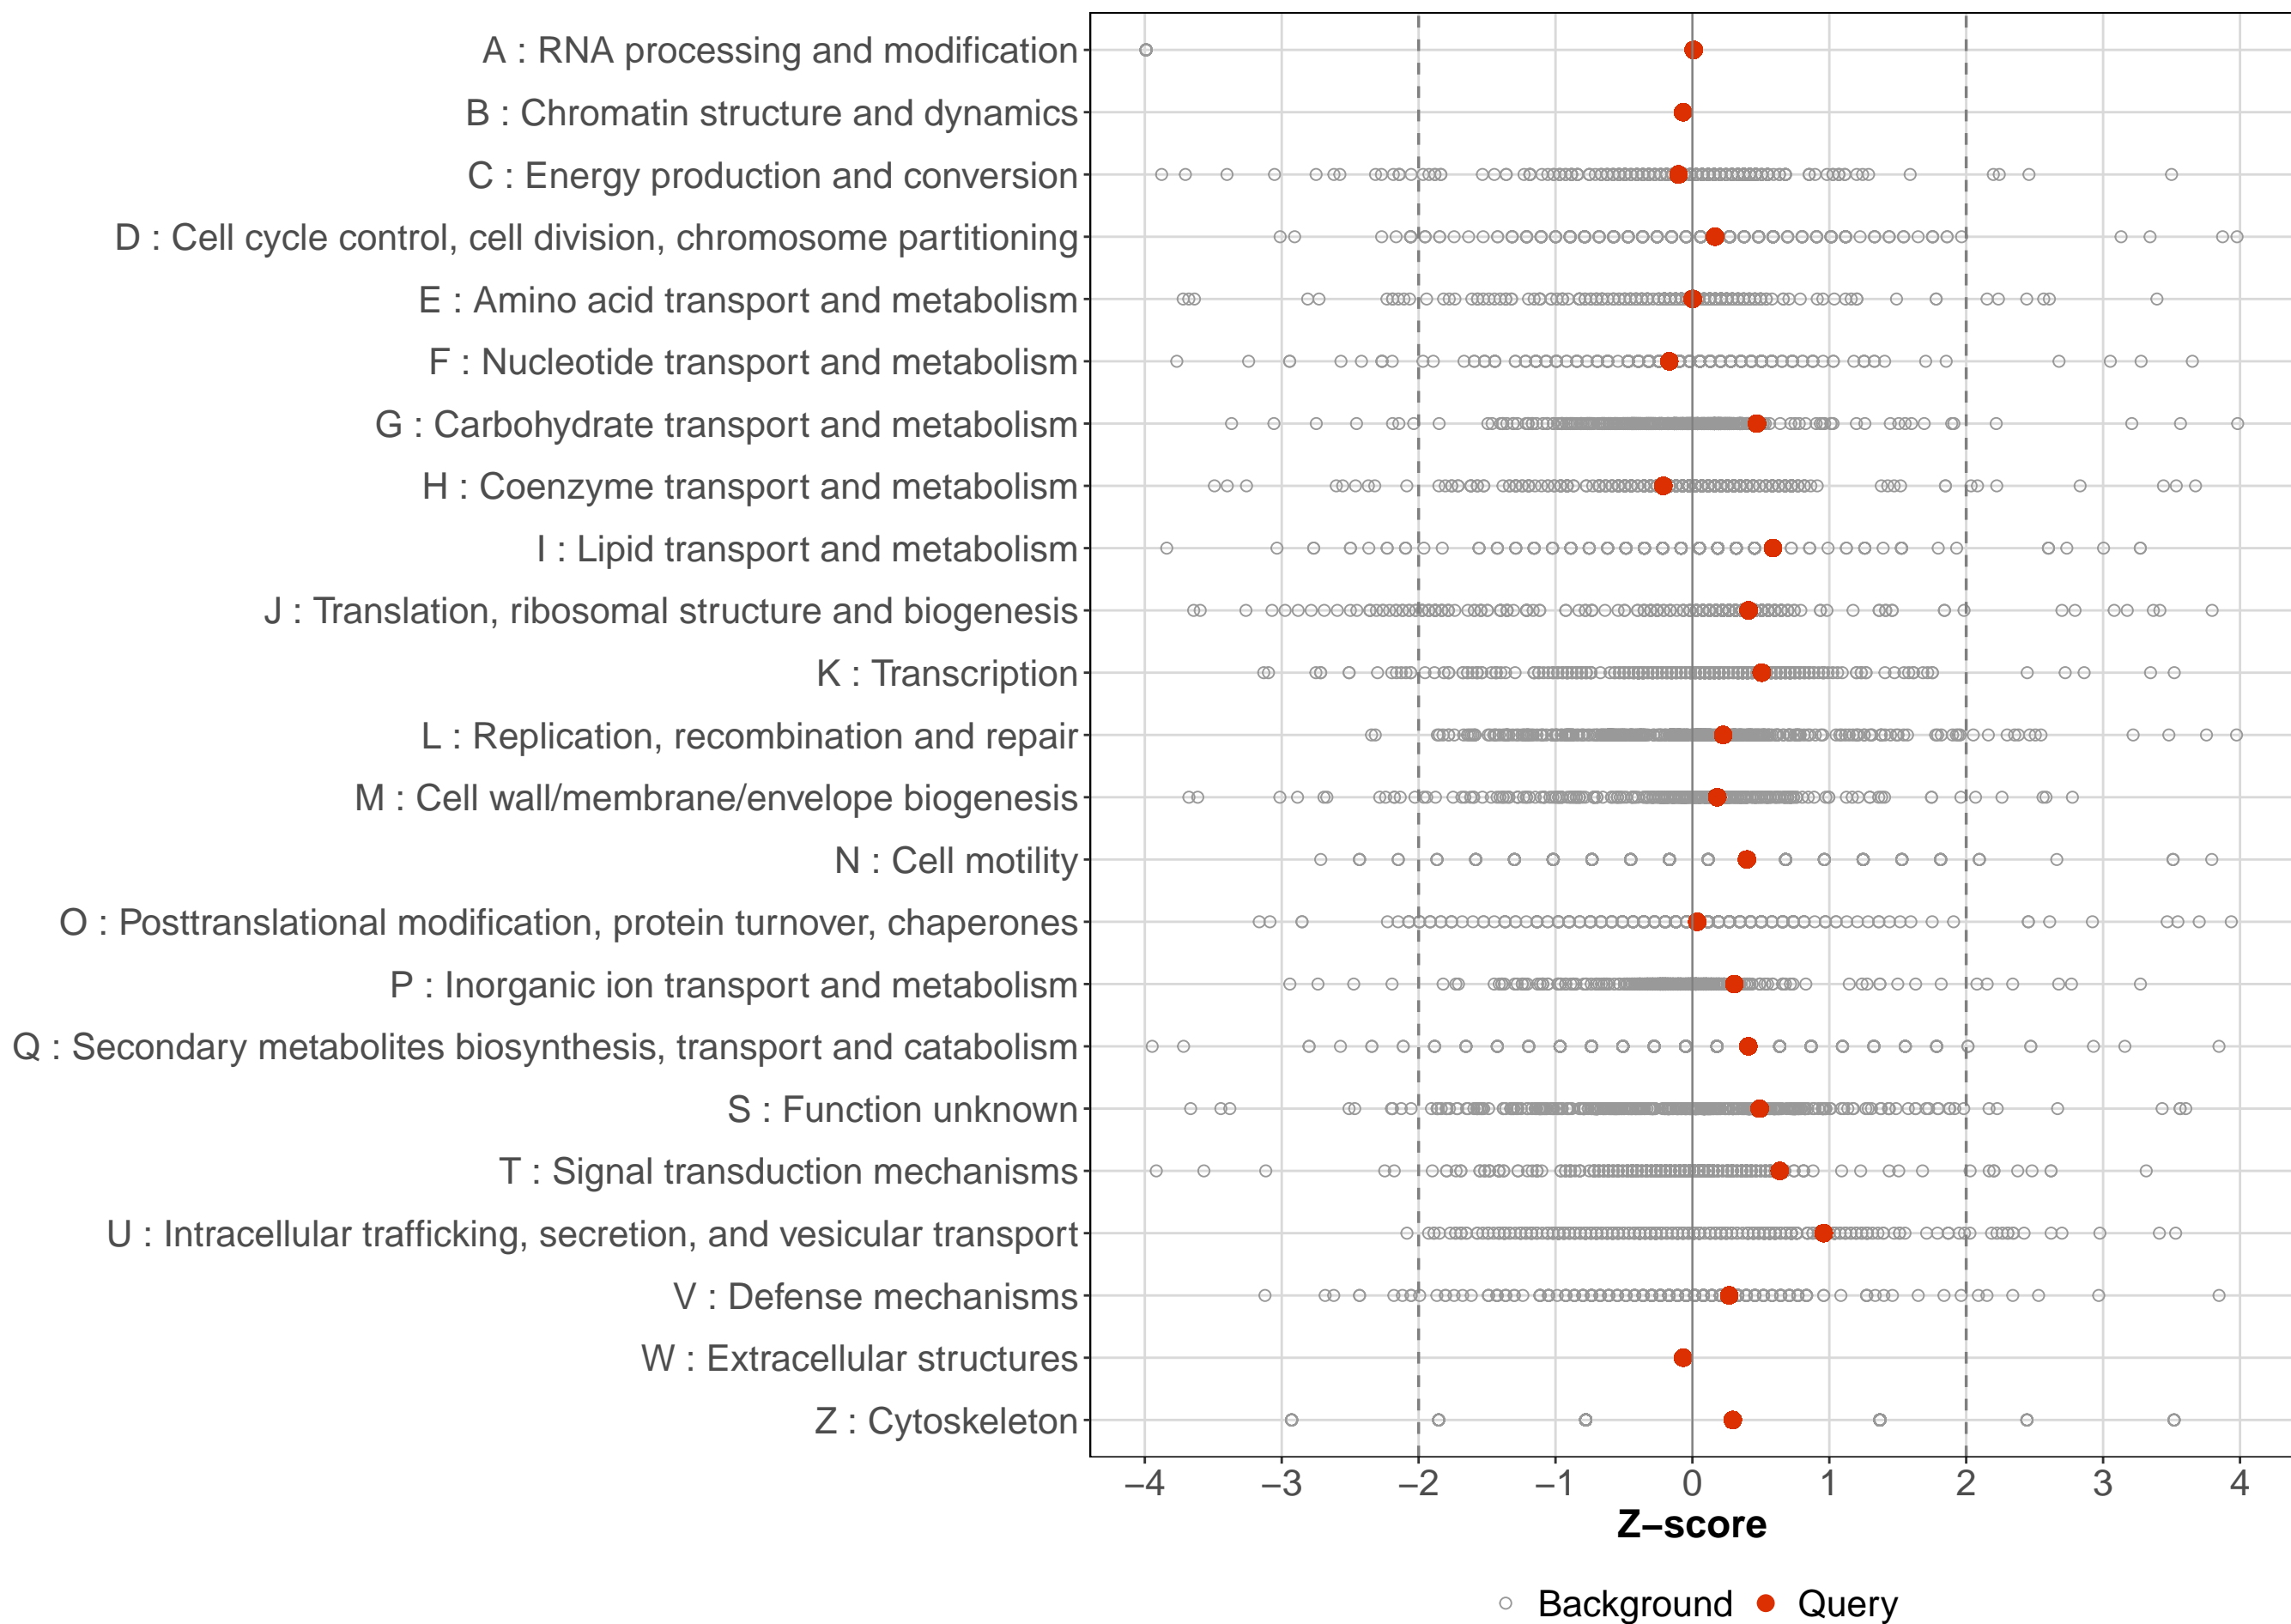 A : RNA processing and modification
B : Chromatin structure and dynamics
C : Energy production and conversion
D : Cell cycle control, cell division, chromosome partitioning
E : Amino acid transport and metabolism
F : Nucleotide transport and metabolism
G : Carbohydrate transport and metabolism
H : Coenzyme transport and metabolism
I : Lipid transport and metabolism
J : Translation, ribosomal structure and biogenesis
K : Transcription
L : Replication, recombination and repair
M : Cell wall/membrane/envelope biogenesis
N : Cell motility
O : Posttranslational modification, protein turnover, chaperones
P : Inorganic ion transport and metabolism
Q : Secondary metabolites biosynthesis, transport and catabolism
S : Function unknown
T : Signal transduction mechanisms
U : Intracellular trafficking, secretion, and vesicular transport
V : Defense mechanisms
W : Extracellular structures
Z : Cytoskeleton
−4 −3 −2 −1 0 1 2 3 4
Z−score
Background Query